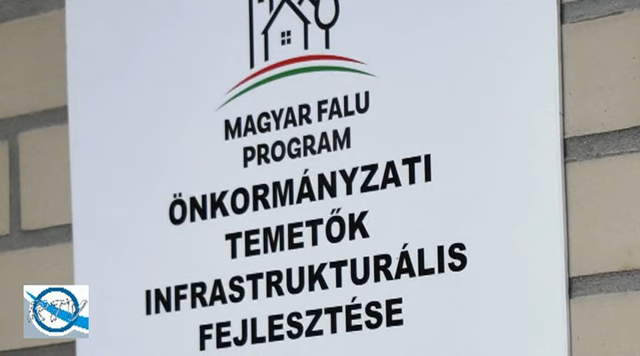 MAGYAR FALU
PROGRAM
ÖNKORMÁNYZATI
TEMETŐK
INFRASTRUKTURÁLIS
FEJLESZTÉSE